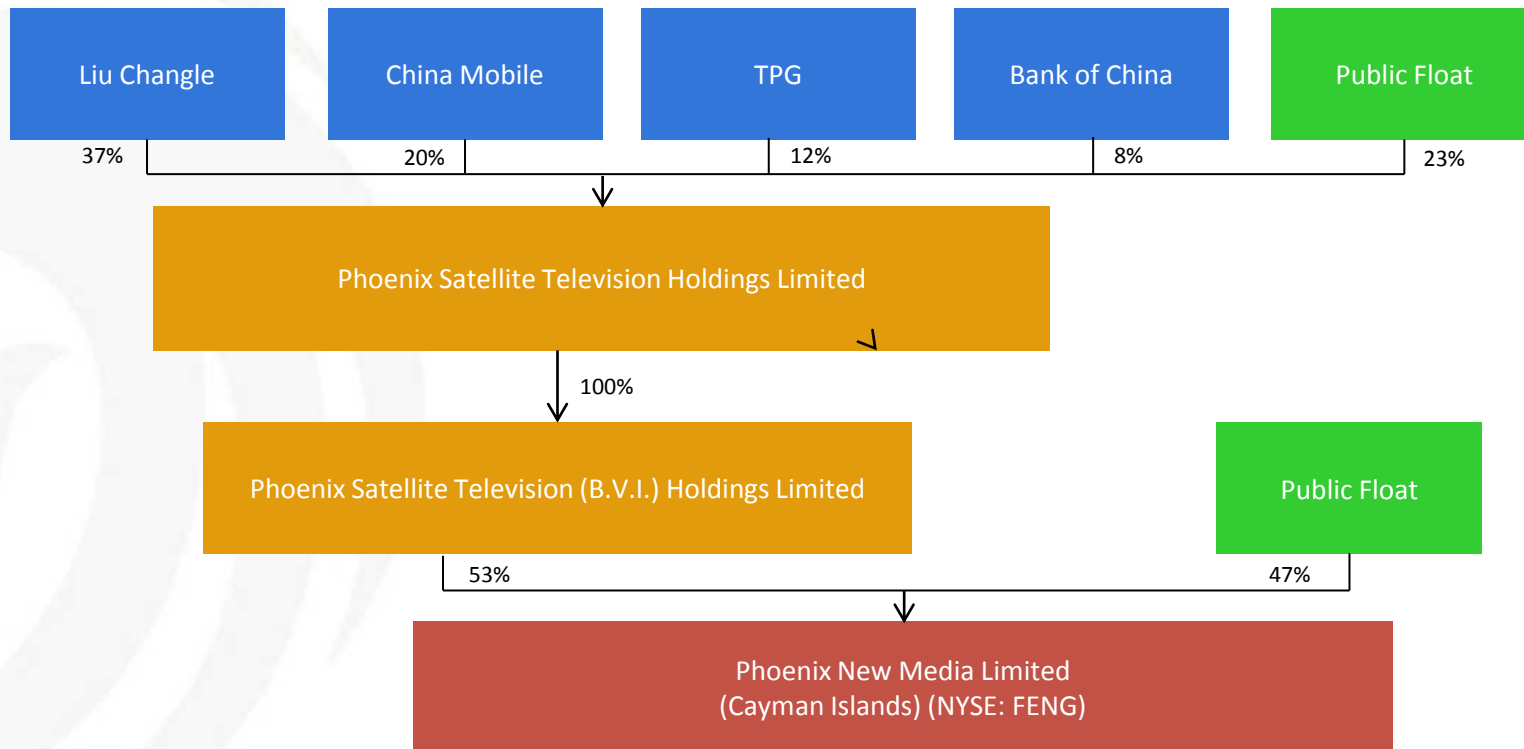 Liu Changle
China Mobile
TPG
Bank of China
Public Float
37%
20%
12%
8%
23%
Phoenix Satellite Television Holdings Limited
100%
Phoenix Satellite Television (B.V.I.) Holdings Limited
Public Float
53%
47%
Phoenix New Media Limited
(Cayman Islands) (NYSE: FENG)